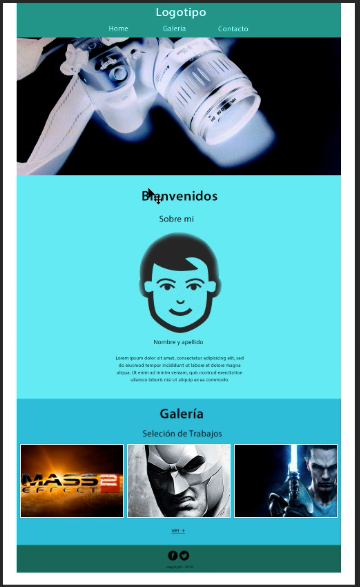 Logotipo
Home Galería Contacto
Bienvenidos
Sobre mi
Nombre y apellido
Lorem ipsum dolor sit amet, consectetur adipisicing elit, sed
do eiusmod tempor incididunt ut labore et dolore magna
aliqua. Ut enim ad minim veniam, quis nostrud exercitation
ullamco laboris nisi ut aliquip ex ea commodo.
Galería
Seleción de Trabajos
MASS 2
EFFECT
ver +